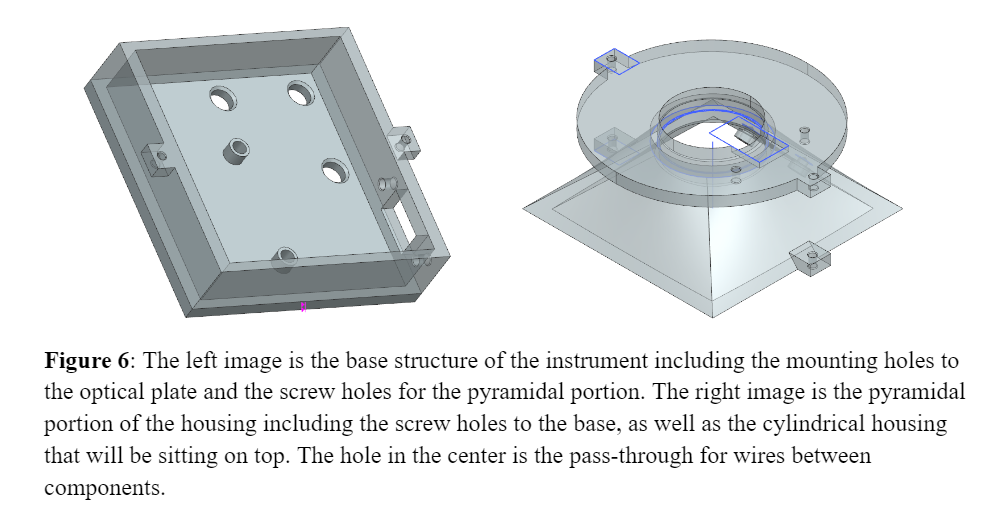 Figure 6: The left image is the base structure of the instrument including the mounting holes to
the optical plate and the screw holes for the pyramidal portion. The right image is the pyramidal
portion of the housing including the screw holes to the base, as well as the cylindrical housing
that will be sitting on top. The hole in the center is the pass-through for wires between
components.